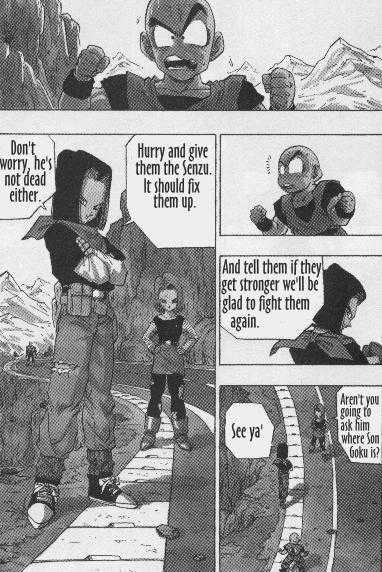 Don't
worry, he's
not dead
either.
Hurry and give
them the Senzu.
It should fix
them up.
And tell them if they
get stronger we'll be
glad to fight them
again.
See ya'
Aren't you
going to
ask him
where Son
Goku is?